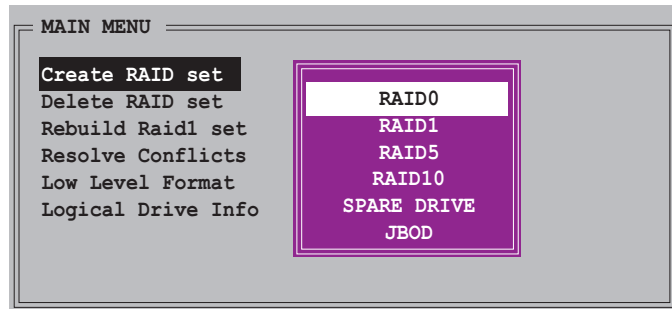 MAIN MENU
Create RAID set
Delete RAID set
Rebuild Raid1 set
Resolve Conflicts
Low Level Format
Logical Drive Info
RAID0
RAID1
RAID5
RAID10
SPARE DRIVE
JBOD